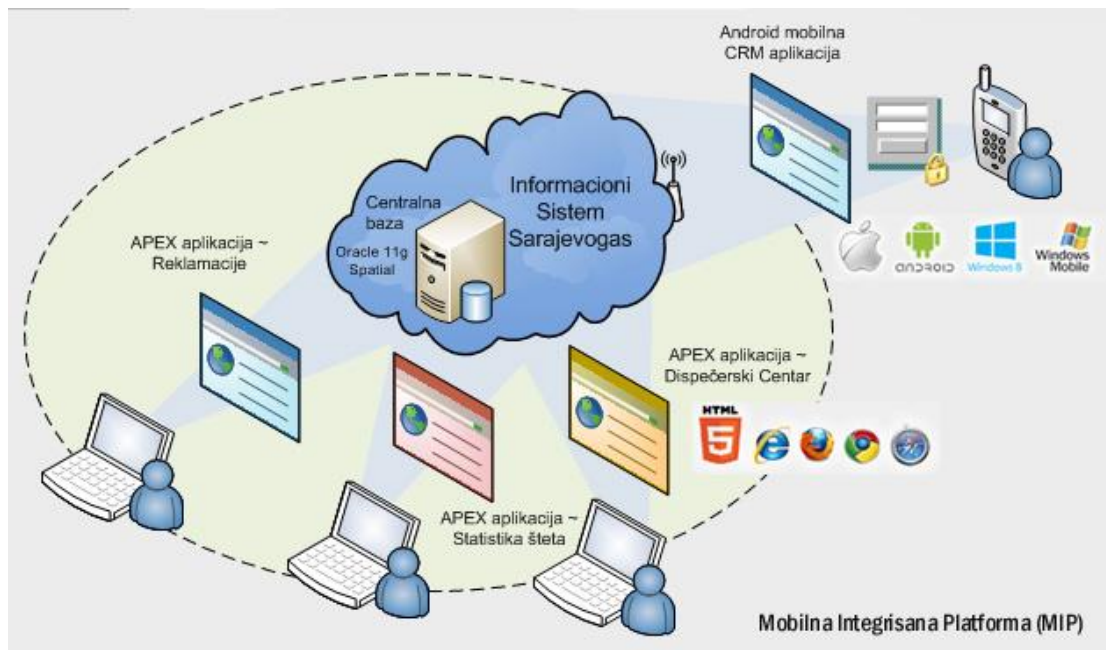 Android mobilna
CRM aplikacija
Informacioni
Sistem
Sarajevogas
Centralna
baza
Oracle 11g
Spatial
APEX aplikacija ~
Reklamacije
ANDROID
Windows 8
Windows
Mobile
APEX aplikacija ~
Dispečerski Centar
HTML
5
APEX aplikacija ~
Statistika šteta
Mobilna Integrisana Platforma (MIP)